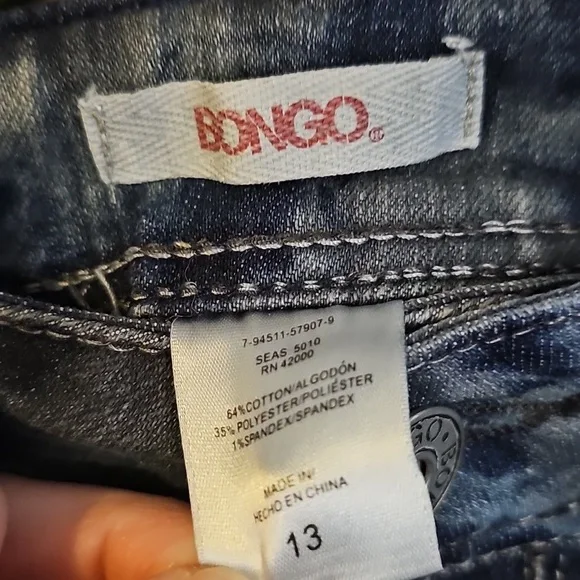 BONGO®
7-94511-57907-9
SEAS 5010
RN 42000
64%COTTON/ALGODÓN
35%POLYESTER/POLIÉSTER
1%SPANDEX/SPANDEX
MADE IN/
HECHO EN CHINA
13